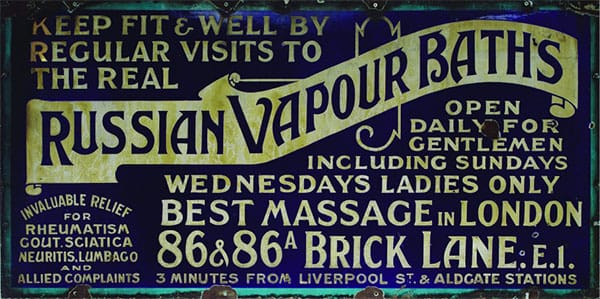 KEEP FIT & WELL BY
REGULAR VISITS TO
THE REAL
RUSSIAN VAPOUR BATH'S
OPEN
DAILY FOR
GENTLEMEN
INCLUDING SUNDAYS
WEDNESDAYS LADIES ONLY
BEST MASSAGE IN LONDON
86 & 86A BRICK LANE. E.1.
3 MINUTES FROM LIVERPOOL ST. & ALDGATE STATIONS
INVALUABLE RELIEF
FOR
RHEUMATISM
GOUT. SCIATICA
NEURITIS, LUMBAGO
AND
ALLIED COMPLAINTS